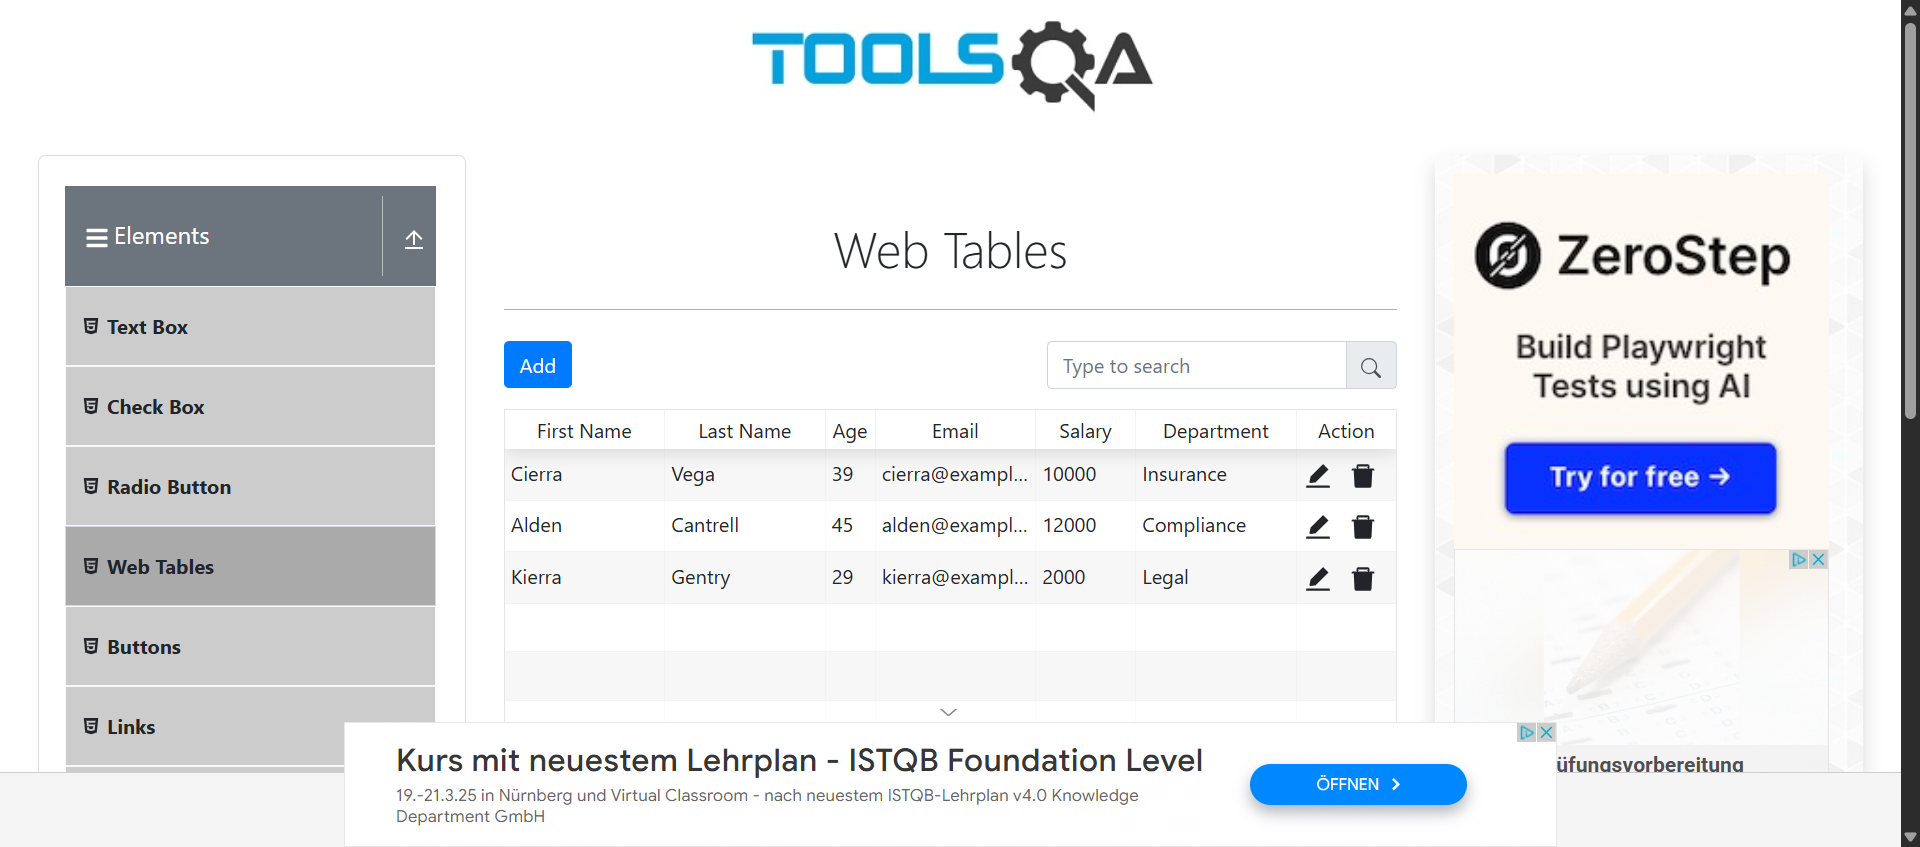 TOOLSQA
Elements
Text Box
Check Box
Radio Button
Web Tables
Buttons
Links
Web Tables
Add
Type to search
First Name Last Name Age Email Salary Department Action
Cierra Vega 39 cierra@exampl... 10000 Insurance
Alden Cantrell 45 alden@exampl... 12000 Compliance
Kierra Gentry 29 kierra@exampl... 2000 Legal
ZeroStep
Build Playwright
Tests using AI
Try for free →
üfungsvorbereitung
Kurs mit neuestem Lehrplan - ISTQB Foundation Level
19.-21.3.25 in Nürnberg und Virtual Classroom - nach neuestem ISTQB-Lehrplan v4.0 Knowledge
Department GmbH
ÖFFNEN